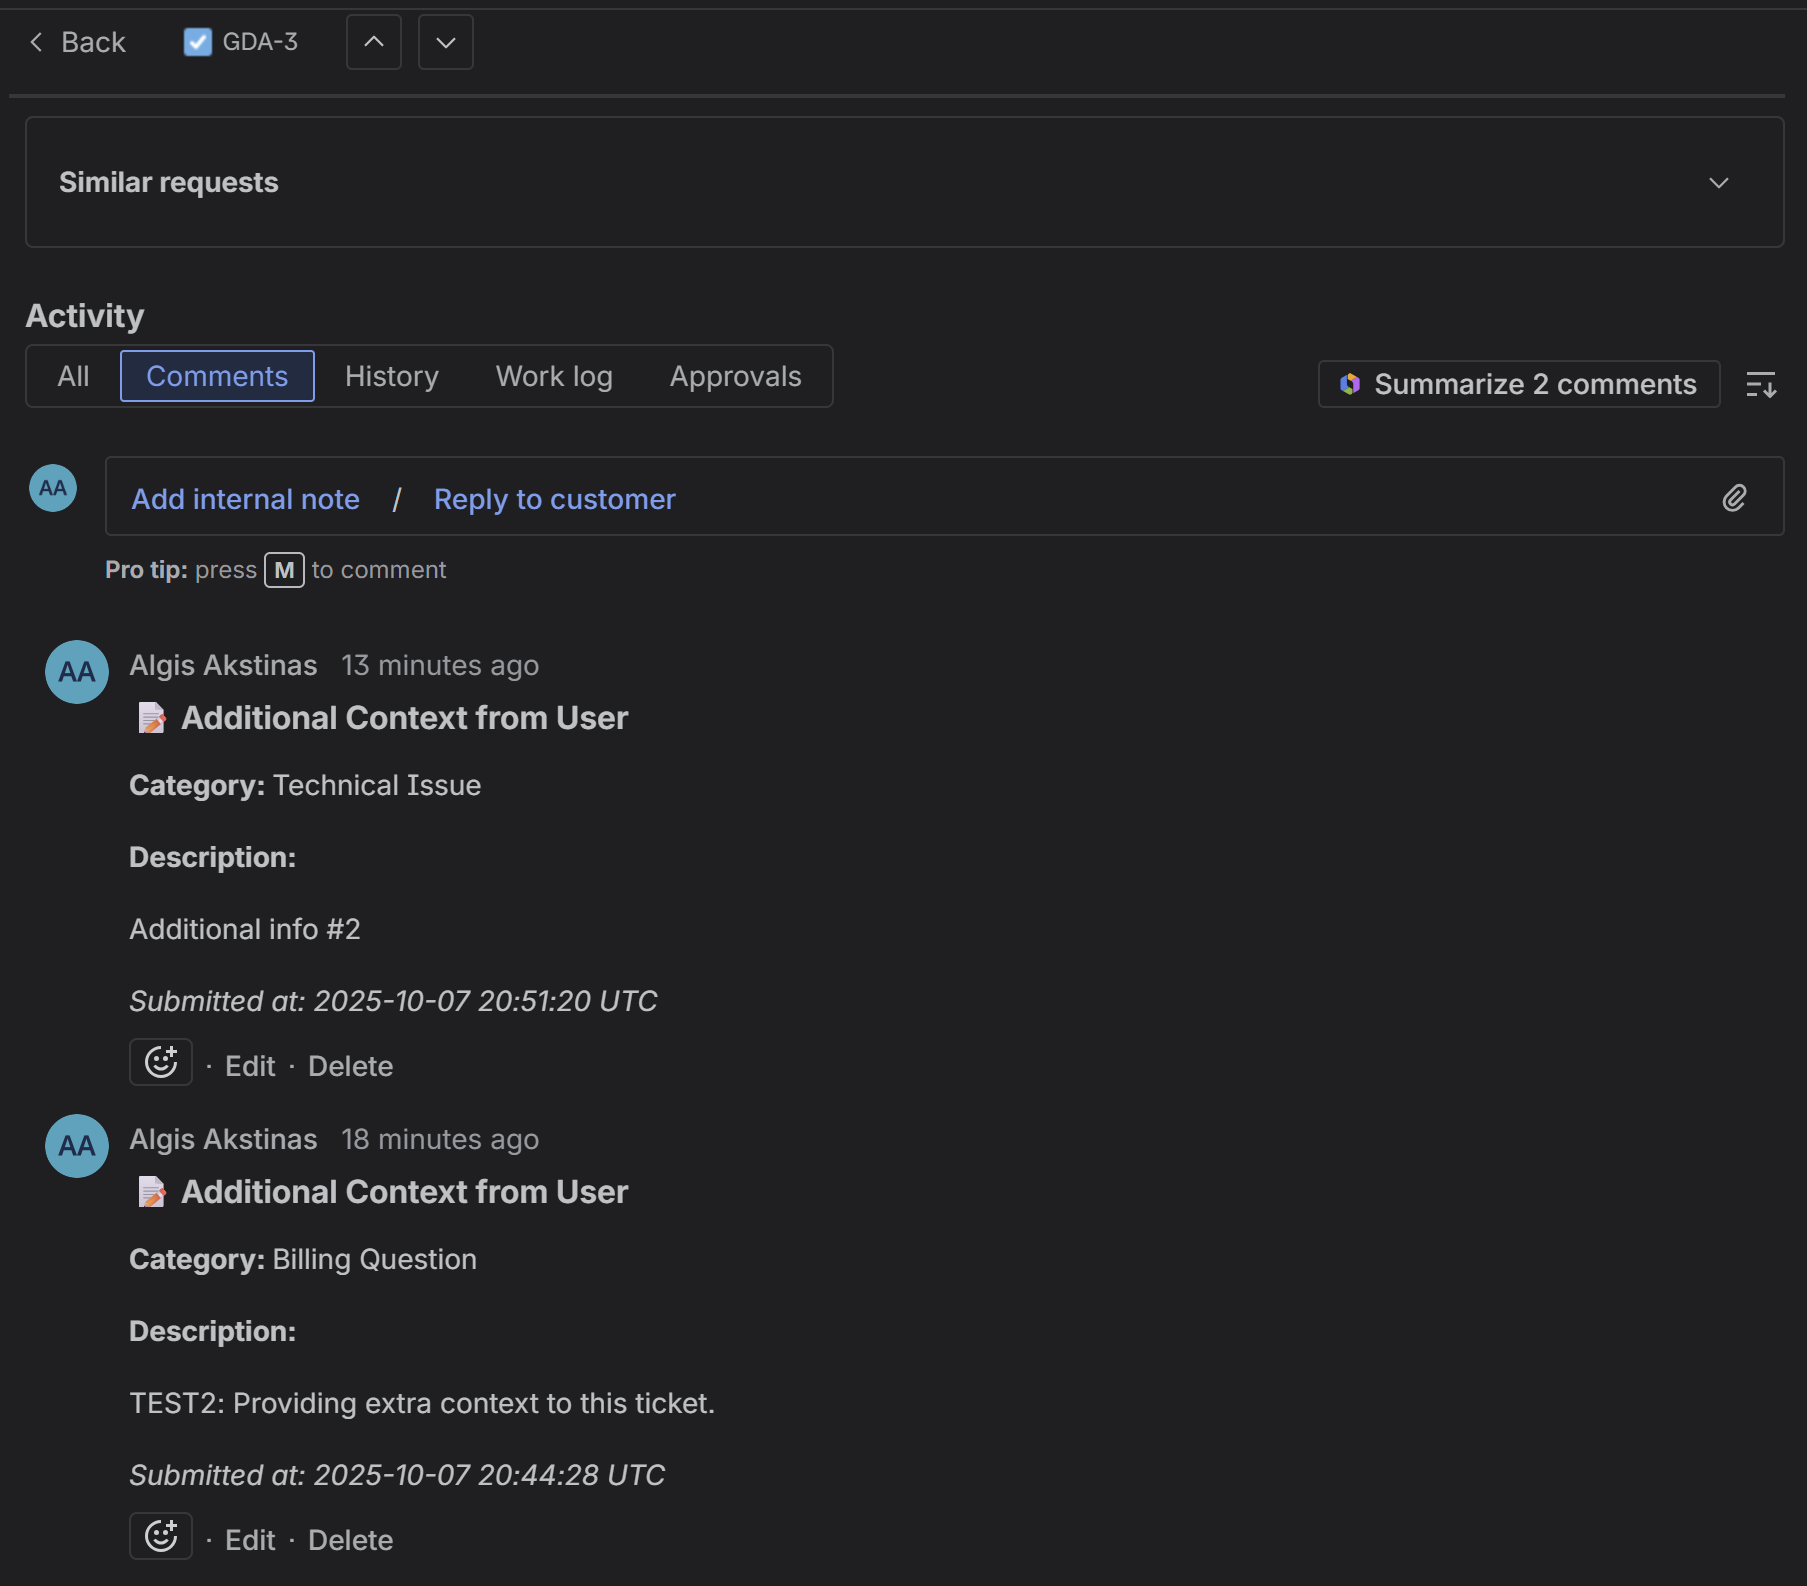 Back GDA-3
Similar requests
Activity
All Comments History Work log Approvals
Summarize 2 comments
AA
Add internal note / Reply to customer
Pro tip: press M to comment
AA
Algis Akstinas 13 minutes ago
📝 Additional Context from User
Category: Technical Issue
Description:
Additional info #2
Submitted at: 2025-10-07 20:51:20 UTC
· Edit · Delete
AA
Algis Akstinas 18 minutes ago
📝 Additional Context from User
Category: Billing Question
Description:
TEST2: Providing extra context to this ticket.
Submitted at: 2025-10-07 20:44:28 UTC
· Edit · Delete